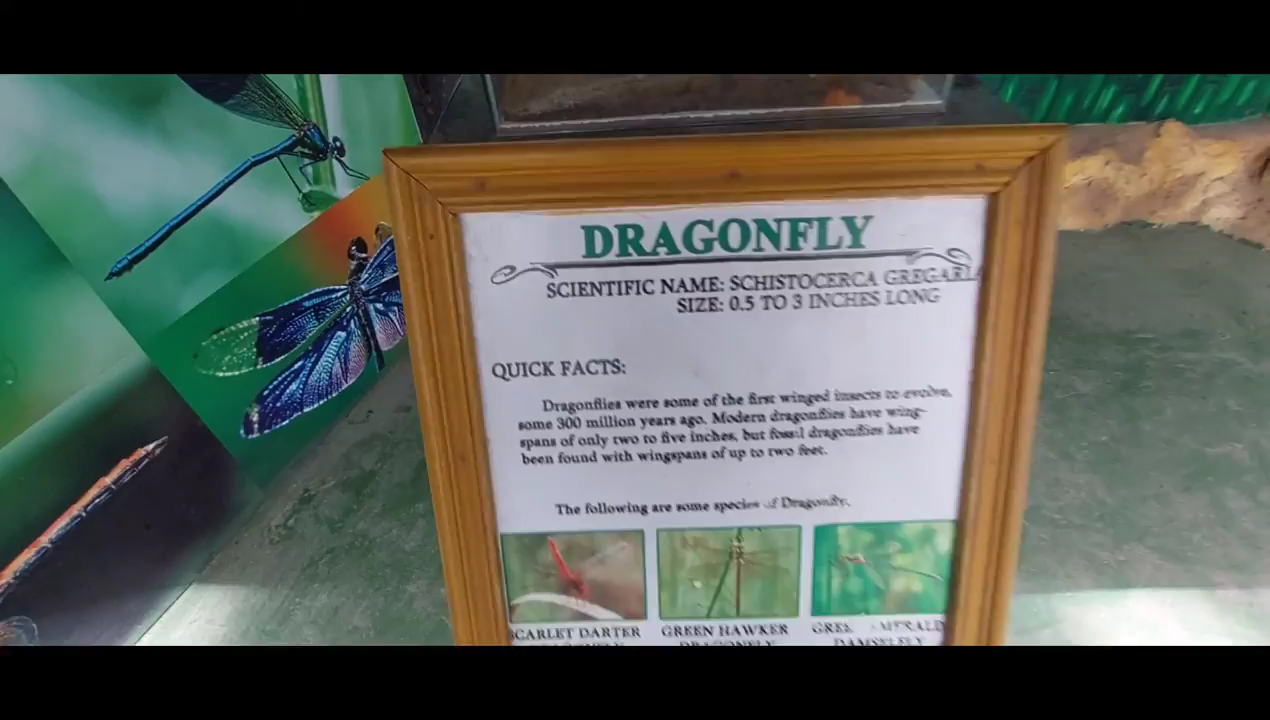 DRAGONFLY
SCIENTIFIC NAME: SCHISTOCERCA GREGARIA
SIZE: 0.5 TO 3 INCHES LONG
QUICK FACTS:
Dragonflies were some of the first winged insects to evolve,
some 300 million years ago. Modern dragonflies have wing-
spans of only two to five inches, but fossil dragonflies have
been found with wingspans of up to two feet.
The following are some species of Dragonfly.
SCARLET DARTER GREEN HAWKER
DRAGONFLY DAMSELFLY